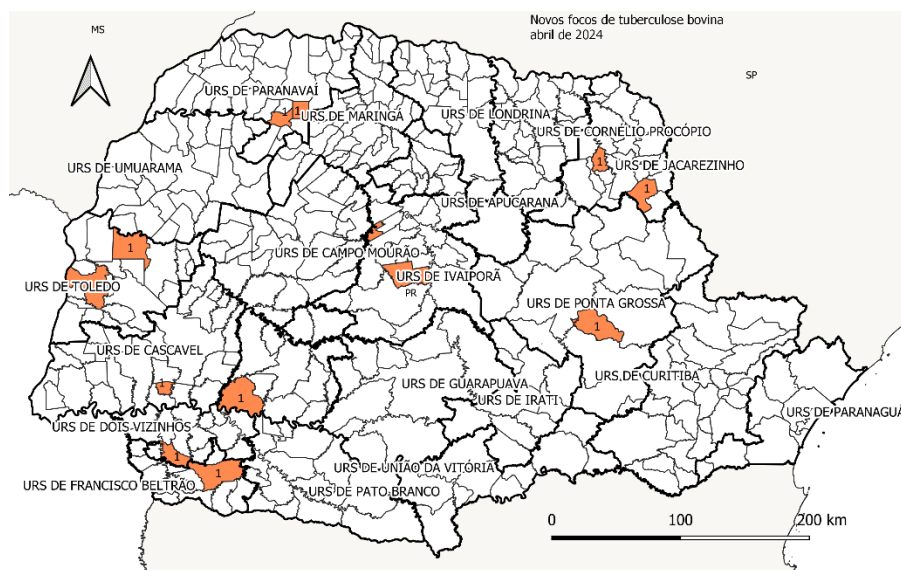 Novos focos de tuberculose bovina
abril de 2024
MS
SP
URS DE PARANAVAÍ
1
1
URS DE MARINGÁ
URS DE LONDRINA
URS DE CORNÉLIO PROCÓPIO
1
URS DE JACAREZINHO
1
URS DE UMUARAMA
URS DE APUCARANA
1
URS DE CAMPO MOURÃO
URS DE IVAIPORÃ
PR
URS DE TOLEDO
URS DE PONTA GROSSA
1
URS DE CASCAVEL
URS DE CURITIBA
URS DE GUARAPUAVA
1
1
URS DE IRATI
URS DE PARANAGUÁ
URS DE DOIS VIZINHOS
1
1
URS DE UNIÃO DA VITÓRIA
URS DE FRANCISCO BELTRÃO
URS DE PATO BRANCO
0 100 200 km